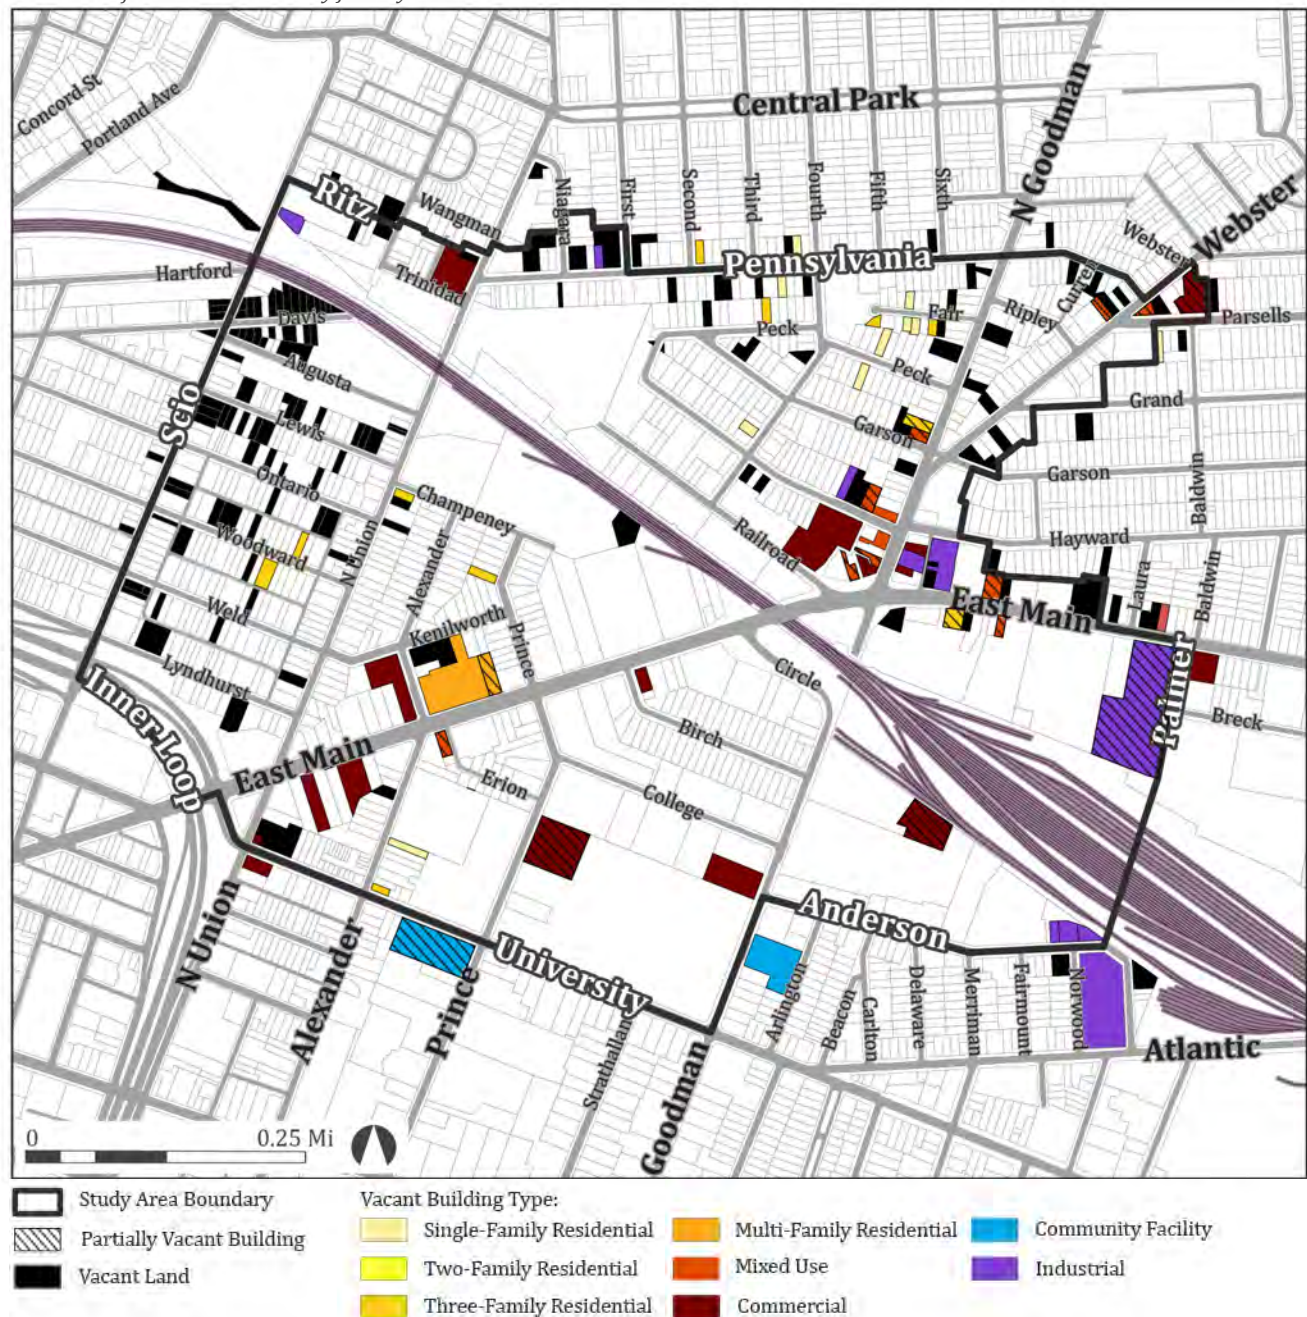 Central Park
N Goodman
Concord St
Portland Ave
Ritz
Wangman
Niagara
First
Second
Third
Fourth
Fifth
Sixth
Webster
Webster
Hartford
Trinidad
Pennsylvania
Curren
Davis
Peck
Fair
Ripley
Parsells
Augusta
Peck
Scio
Lewis
Garson
Grand
Ontario
Garson
Baldwin
Champeney
Woodward
N Union
Alexander
Railroad
Hayward
Weld
Kenilworth
Prince
East Main
Laura
Baldwin
Lyndhurst
Circle
Palmer
Inner Loop
Birch
Breck
East Main
Erion
College
N Union
Alexander
Prince
University
Anderson
Arlington
Beacon
Carlton
Delaware
Merriman
Fairmount
Norwood
Strathallan
Goodman
Atlantic
0 0.25 Mi
Study Area Boundary
Partially Vacant Building
Vacant Land
Vacant Building Type:
Single-Family Residential
Two-Family Residential
Three-Family Residential
Multi-Family Residential
Mixed Use
Commercial
Community Facility
Industrial